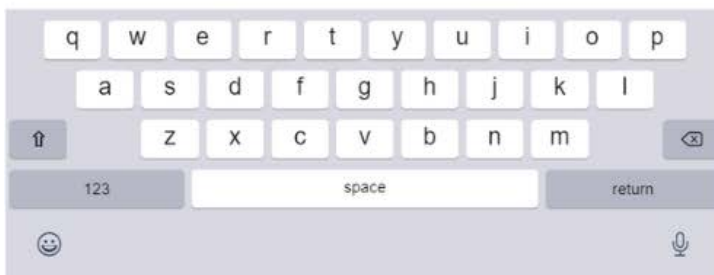 q w e r t y u i o p
a s d f g h j k l
z x c v b n m
123 space return